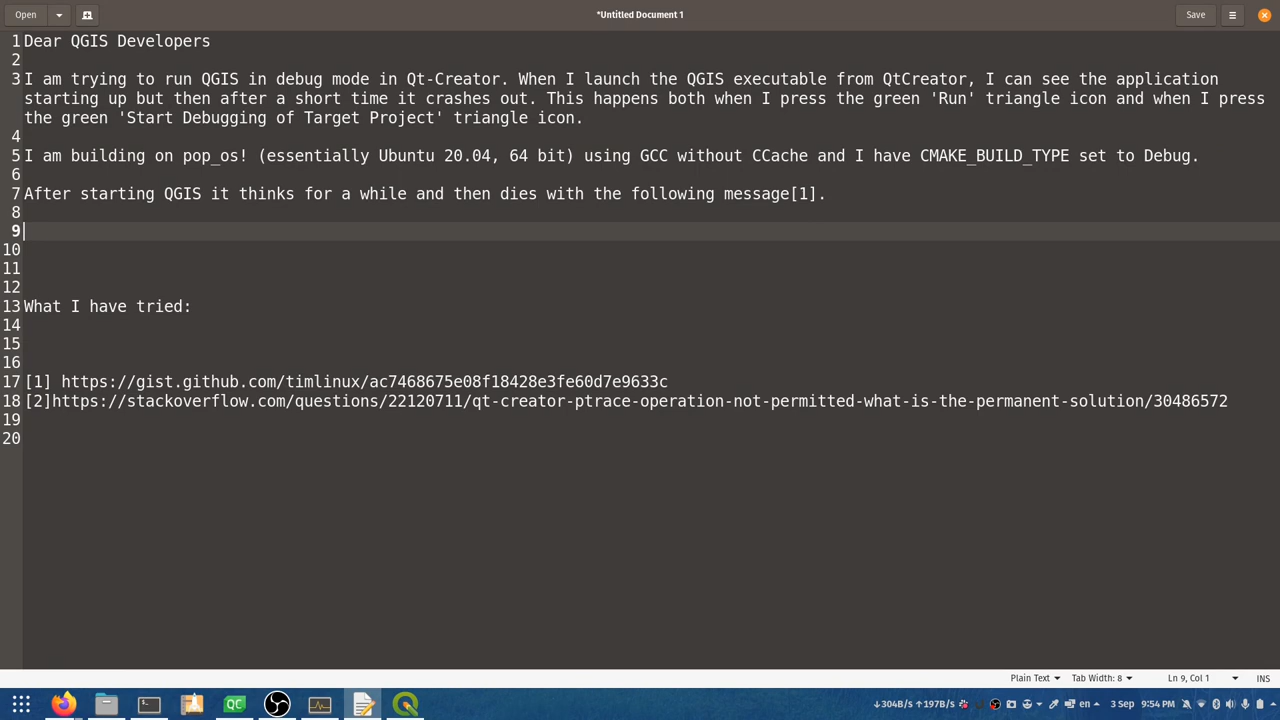 Open
*Untitled Document 1
Save
1 Dear QGIS Developers
2
3 I am trying to run QGIS in debug mode in Qt-Creator. When I launch the QGIS executable from QtCreator, I can see the application
starting up but then after a short time it crashes out. This happens both when I press the green 'Run' triangle icon and when I press
the green 'Start Debugging of Target Project' triangle icon.
4
5 I am building on pop_os! (essentially Ubuntu 20.04, 64 bit) using GCC without CCache and I have CMAKE_BUILD_TYPE set to Debug.
6
7 After starting QGIS it thinks for a while and then dies with the following message[1].
8
9
10
11
12
13 What I have tried:
14
15
16
17 [1] https://gist.github.com/timlinux/ac7468675e08f18428e3fe60d7e9633c
18 [2]https://stackoverflow.com/questions/22120711/qt-creator-ptrace-operation-not-permitted-what-is-the-permanent-solution/30486572
19
20
Plain Text Tab Width: 8 Ln 9, Col 1 INS
QC
↓304B/s ↑197B/s en 3 Sep 9:54 PM